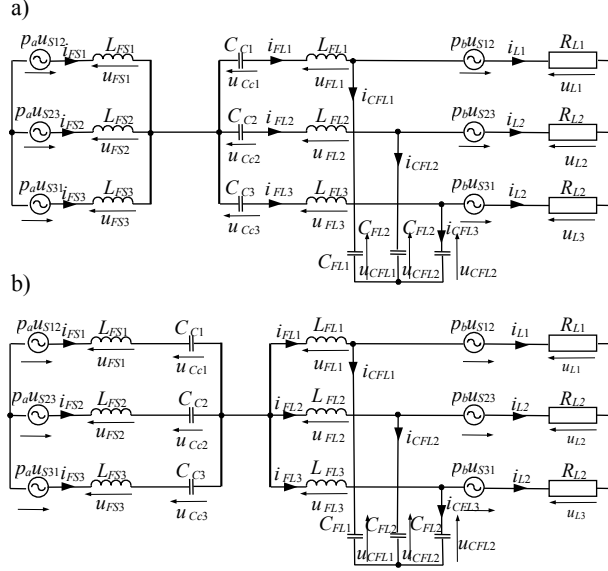 a)
p_a u_S12 i_FS1 L_FS1 C_C1 i_FL1 L_FL1 p_b u_S12 i_L1 R_L1
u_FS1 u_Cc1 u_FL1 i_CFL1 u_L1
p_a u_S23 i_FS2 L_FS2 C_C2 i_FL2 L_FL2 p_b u_S23 i_L2 R_L2
u_FS2 u_Cc2 u_FL2 i_CFL2 u_L2
p_a u_S31 i_FS3 L_FS3 C_C3 i_FL3 L_FL3 p_b u_S31 i_L2 R_L2
u_FS3 u_Cc3 u_FL3 C_FL2 C_FL2 i_CFL3 u_L3
C_FL1 u_CFL1 u_CFL2 u_CFL2
b)
p_a u_S12 i_FS1 L_FS1 C_C1 i_FL1 L_FL1 p_b u_S12 i_L1 R_L1
u_FS1 u_Cc1 u_FL1 i_CFL1 u_L1
p_a u_S23 i_FS2 L_FS2 C_C2 i_FL2 L_FL2 p_b u_S23 i_L2 R_L2
u_FS2 u_Cc2 u_FL2 i_CFL2 u_L2
p_a u_S31 i_FS3 L_FS3 C_C3 i_FL3 L_FL3 p_b u_S31 i_L2 R_L2
u_FS3 u_Cc3 u_FL3 i_CFL3 u_L3
C_FL1 C_FL2 C_FL2
u_CFL1 u_CFL2 u_CFL2